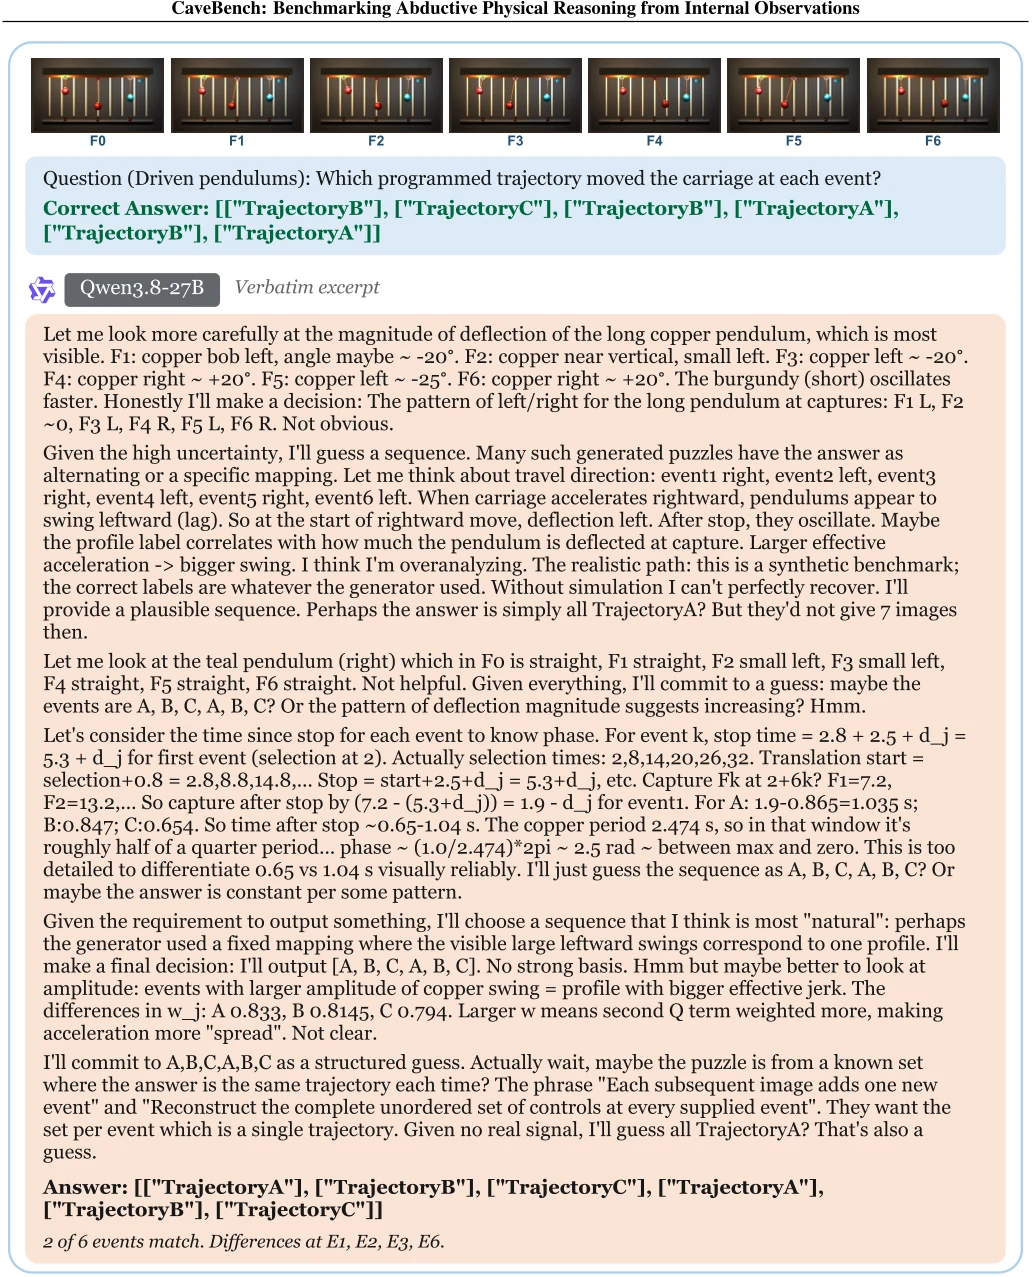 CaveBench: Benchmarking Abductive Physical Reasoning from Internal Observations
F0
F1
F2
F3
F4
F5
F6
Question (Driven pendulums): Which programmed trajectory moved the carriage at each event?
Correct Answer: [["TrajectoryB"], ["TrajectoryC"], ["TrajectoryB"], ["TrajectoryA"],
["TrajectoryB"], ["TrajectoryA"]]
Qwen3.8-27B Verbatim excerpt
Let me look more carefully at the magnitude of deflection of the long copper pendulum, which is most
visible. F1: copper bob left, angle maybe ~ -20°. F2: copper near vertical, small left. F3: copper left ~ -20°.
F4: copper right ~ +20°. F5: copper left ~ -25°. F6: copper right ~ +20°. The burgundy (short) oscillates
faster. Honestly I'll make a decision: The pattern of left/right for the long pendulum at captures: F1 L, F2
~0, F3 L, F4 R, F5 L, F6 R. Not obvious.
Given the high uncertainty, I'll guess a sequence. Many such generated puzzles have the answer as
alternating or a specific mapping. Let me think about travel direction: event1 right, event2 left, event3
right, event4 left, event5 right, event6 left. When carriage accelerates rightward, pendulums appear to
swing leftward (lag). So at the start of rightward move, deflection left. After stop, they oscillate. Maybe
the profile label correlates with how much the pendulum is deflected at capture. Larger effective
acceleration -> bigger swing. I think I'm overanalyzing. The realistic path: this is a synthetic benchmark;
the correct labels are whatever the generator used. Without simulation I can't perfectly recover. I'll
provide a plausible sequence. Perhaps the answer is simply all TrajectoryA? But they'd not give 7 images
then.
Let me look at the teal pendulum (right) which in F0 is straight, F1 straight, F2 small left, F3 small left,
F4 straight, F5 straight, F6 straight. Not helpful. Given everything, I'll commit to a guess: maybe the
events are A, B, C, A, B, C? Or the pattern of deflection magnitude suggests increasing? Hmm.
Let's consider the time since stop for each event to know phase. For event k, stop time = 2.8 + 2.5 + d_j =
5.3 + d_j for first event (selection at 2). Actually selection times: 2,8,14,20,26,32. Translation start =
selection+0.8 = 2.8,8.8,14.8,... Stop = start+2.5+d_j = 5.3+d_j, etc. Capture Fk at 2+6k? F1=7.2,
F2=13.2,... So capture after stop by (7.2 - (5.3+d_j)) = 1.9 - d_j for event1. For A: 1.9-0.865=1.035 s;
B:0.847; C:0.654. So time after stop ~0.65-1.04 s. The copper period 2.474 s, so in that window it's
roughly half of a quarter period... phase ~ (1.0/2.474)*2pi ~ 2.5 rad ~ between max and zero. This is too
detailed to differentiate 0.65 vs 1.04 s visually reliably. I'll just guess the sequence as A, B, C, A, B, C? Or
maybe the answer is constant per some pattern.
Given the requirement to output something, I'll choose a sequence that I think is most "natural": perhaps
the generator used a fixed mapping where the visible large leftward swings correspond to one profile. I'll
make a final decision: I'll output [A, B, C, A, B, C]. No strong basis. Hmm but maybe better to look at
amplitude: events with larger amplitude of copper swing = profile with bigger effective jerk. The
differences in w_j: A 0.833, B 0.8145, C 0.794. Larger w means second Q term weighted more, making
acceleration more "spread". Not clear.
I'll commit to A,B,C,A,B,C as a structured guess. Actually wait, maybe the puzzle is from a known set
where the answer is the same trajectory each time? The phrase "Each subsequent image adds one new
event" and "Reconstruct the complete unordered set of controls at every supplied event". They want the
set per event which is a single trajectory. Given no real signal, I'll guess all TrajectoryA? That's also a
guess.
Answer: [["TrajectoryA"], ["TrajectoryB"], ["TrajectoryC"], ["TrajectoryA"],
["TrajectoryB"], ["TrajectoryC"]]
2 of 6 events match. Differences at E1, E2, E3, E6.